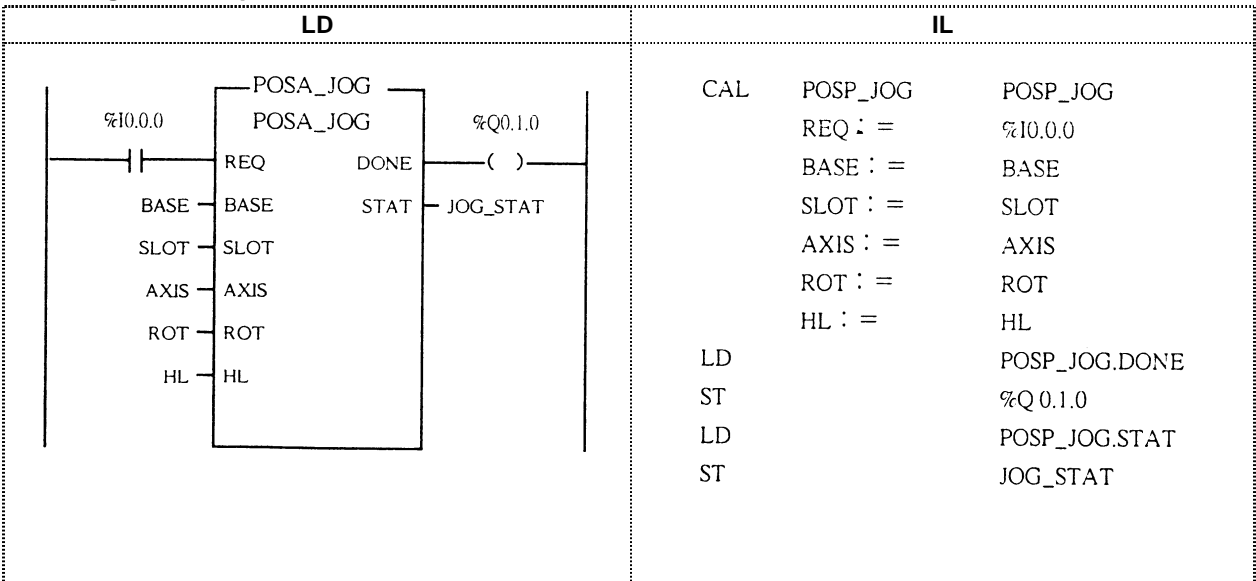 LD
IL
POSA_JOG
%I0.0.0 POSA_JOG %Q0.1.0
REQ DONE ( )
BASE BASE STAT JOG_STAT
SLOT SLOT
AXIS AXIS
ROT ROT
HL HL
CAL POSP_JOG POSP_JOG
REQ := %I0.0.0
BASE := BASE
SLOT := SLOT
AXIS := AXIS
ROT := ROT
HL := HL
LD POSP_JOG.DONE
ST %Q 0.1.0
LD POSP_JOG.STAT
ST JOG_STAT